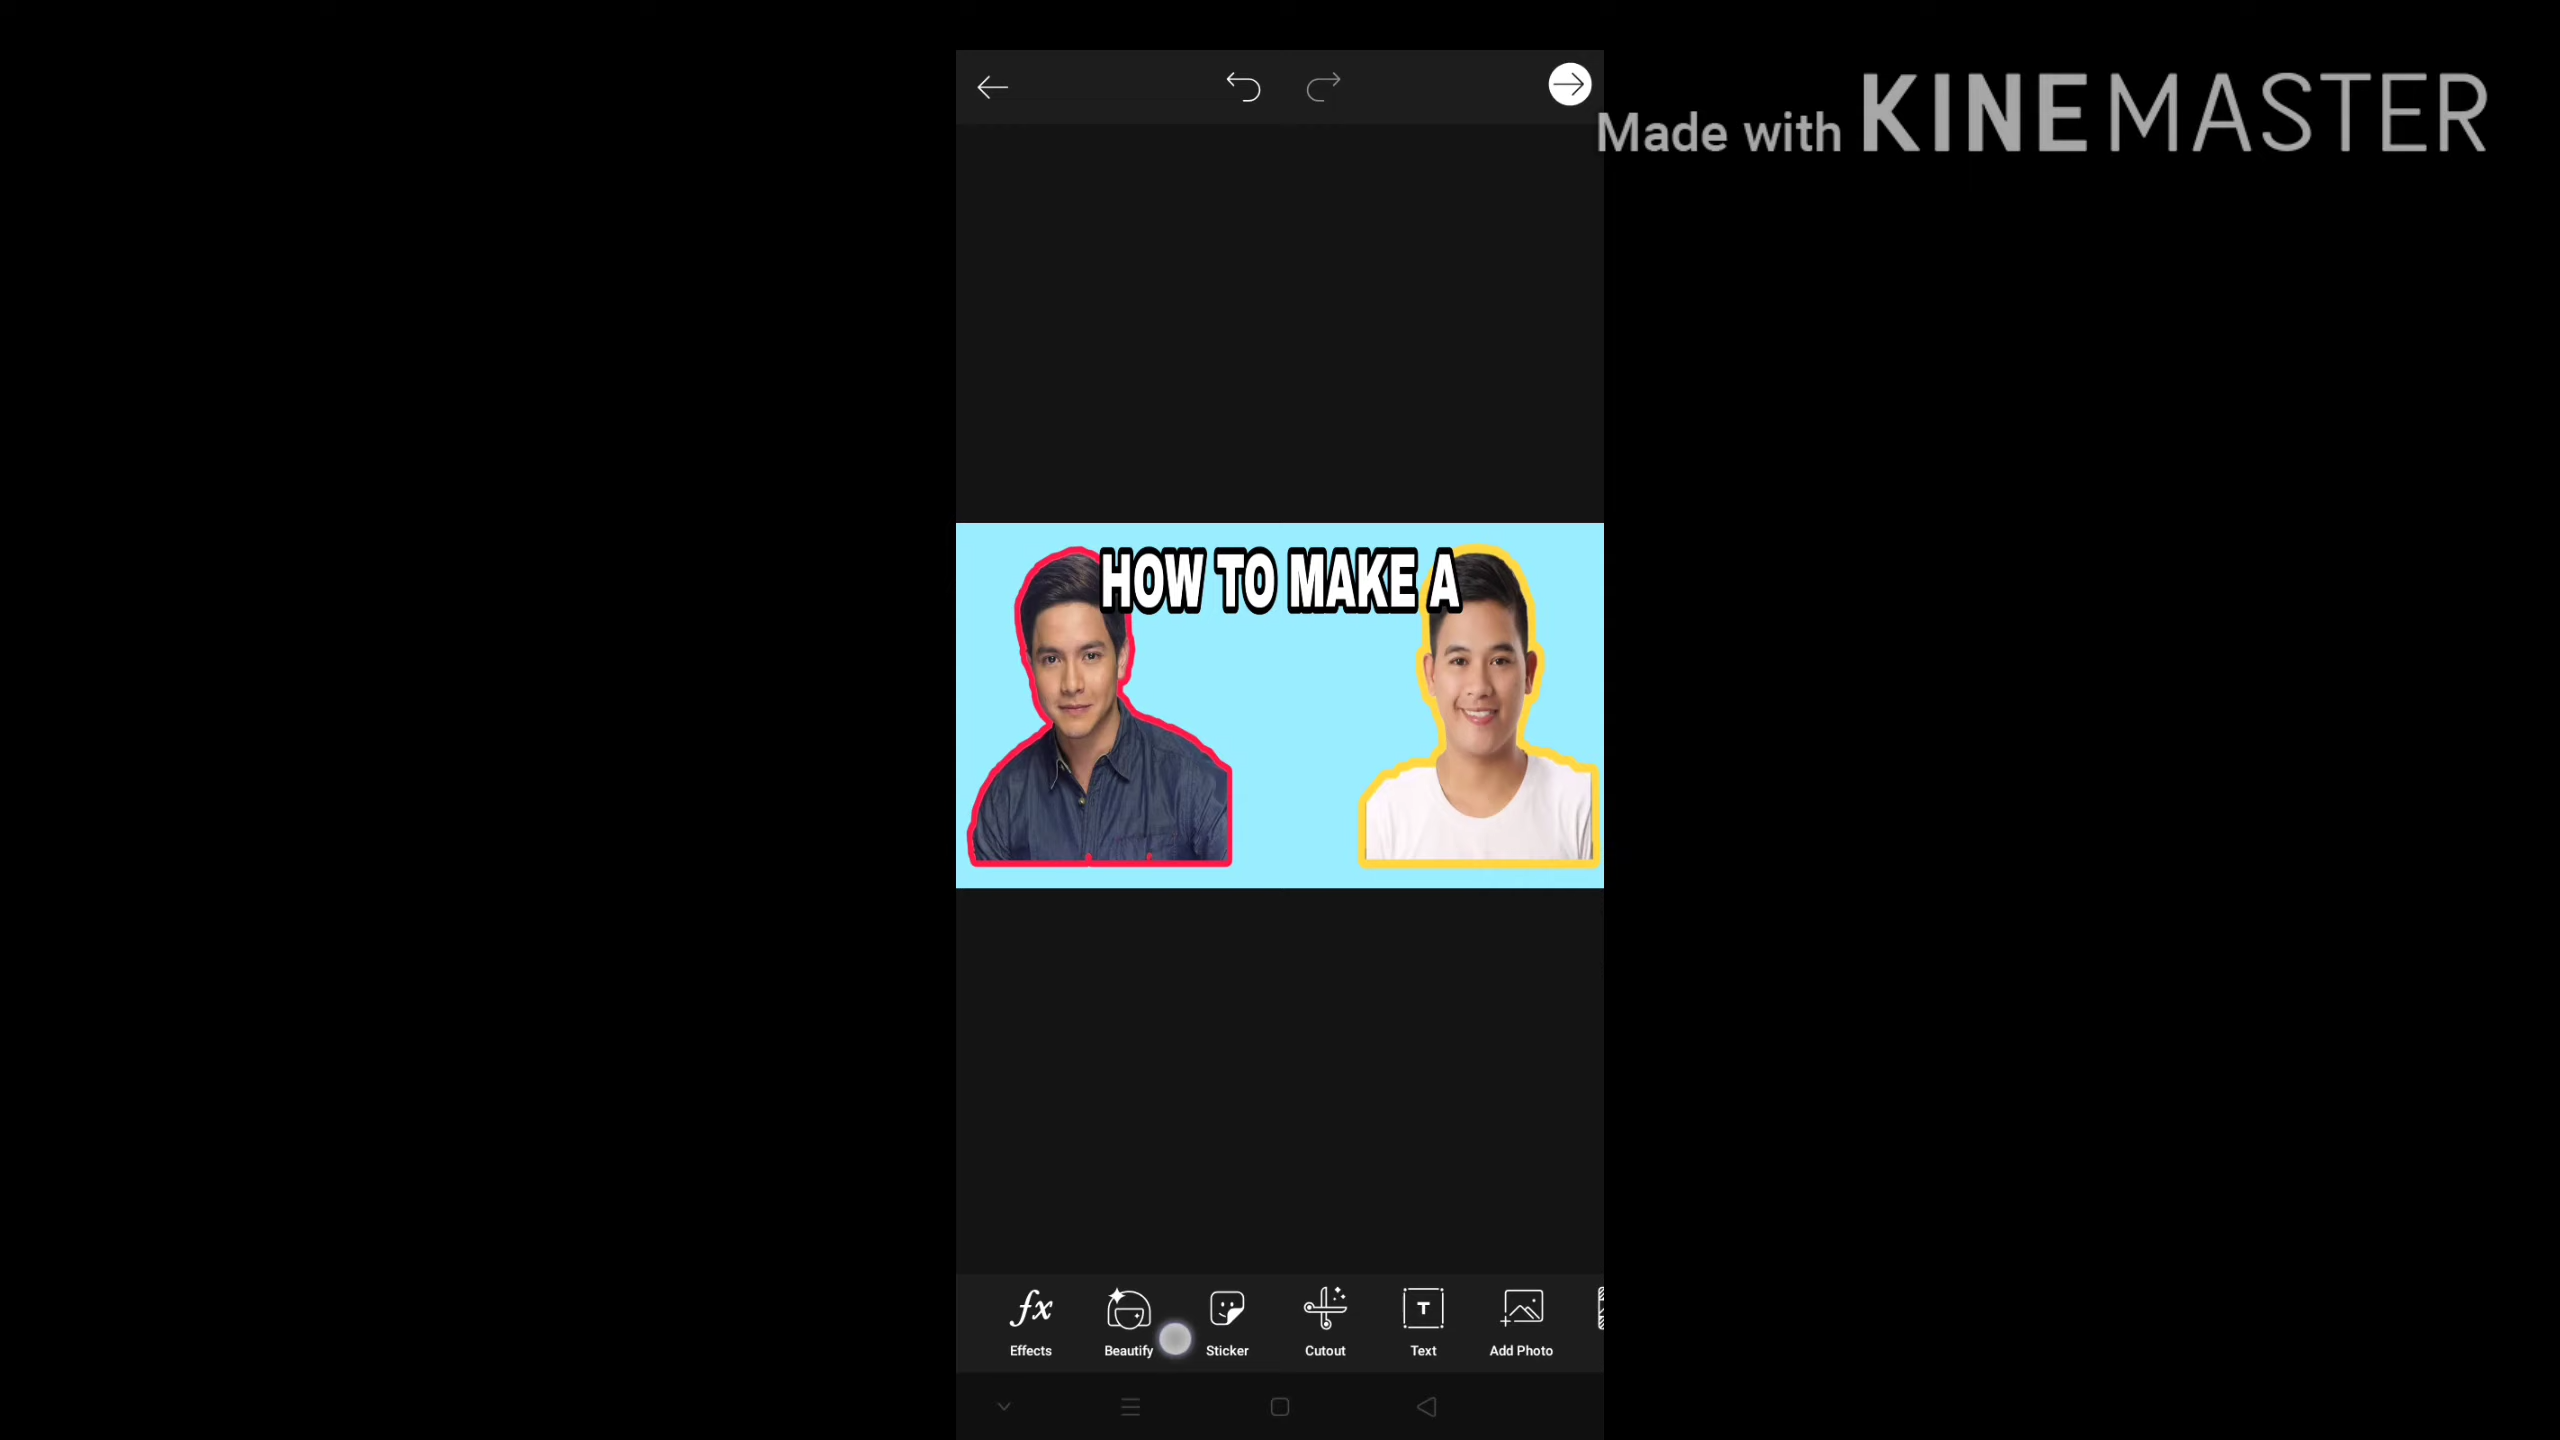 Made with KINEMASTER
HOW TO MAKE A
Effects
Beautify
Sticker
Cutout
Text
Add Photo